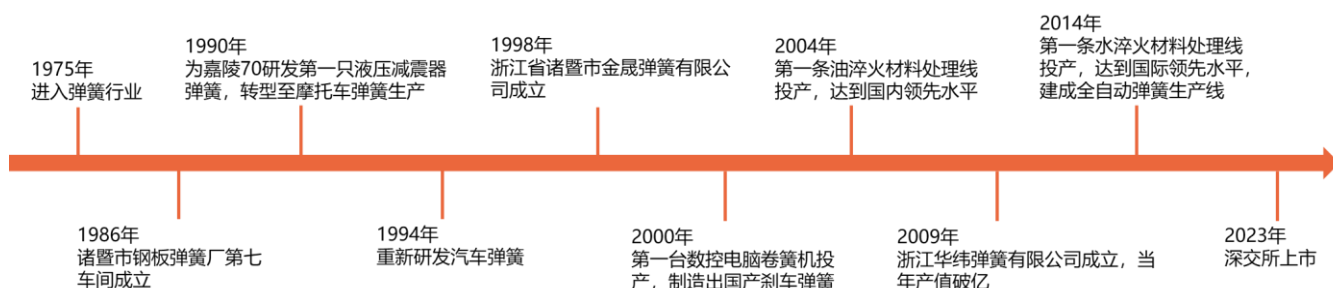 1975年
进入弹簧行业
1986年
诸暨市钢板弹簧厂第七
车间成立
1990年
为嘉陵70研发第一只液压减震器
弹簧，转型至摩托车弹簧生产
1994年
重新研发汽车弹簧
1998年
浙江省诸暨市金晟弹簧有限公
司成立
2000年
第一台数控电脑卷簧机投
产，制造出国产刹车弹簧
2004年
第一条油淬火材料处理线
投产，达到国内领先水平
2009年
浙江华纬弹簧有限公司成立，当
年产值破亿
2014年
第一条水淬火材料处理线
投产，达到国际领先水平，
建成全自动弹簧生产线
2023年
深交所上市